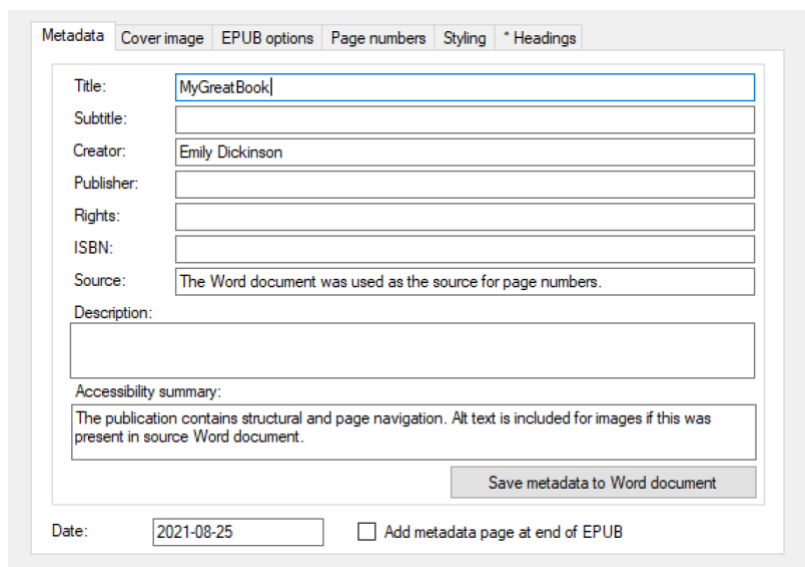 Metadata Cover image EPUB options Page numbers Styling * Headings
Title: MyGreatBook
Subtitle:
Creator: Emily Dickinson
Publisher:
Rights:
ISBN:
Source: The Word document was used as the source for page numbers.
Description:
Accessibility summary:
The publication contains structural and page navigation. Alt text is included for images if this was
present in source Word document.
Save metadata to Word document
Date: 2021-08-25 Add metadata page at end of EPUB